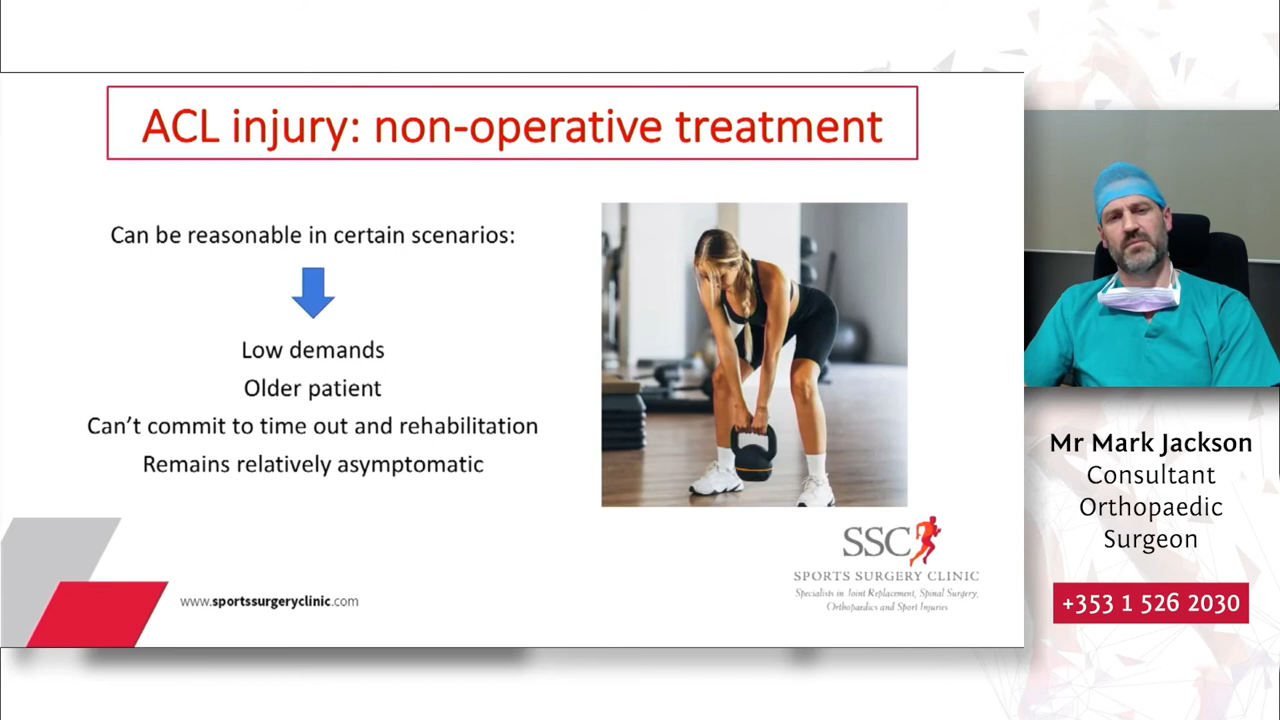 ACL injury: non-operative treatment
Can be reasonable in certain scenarios:
Low demands
Older patient
Can't commit to time out and rehabilitation
Remains relatively asymptomatic
www.sportssurgeryclinic.com
SSC
SPORTS SURGERY CLINIC
Specialists in Joint Replacement, Spinal Surgery,
Orthopaedics and Sport Injuries
Mr Mark Jackson
Consultant
Orthopaedic
Surgeon
+353 1 526 2030